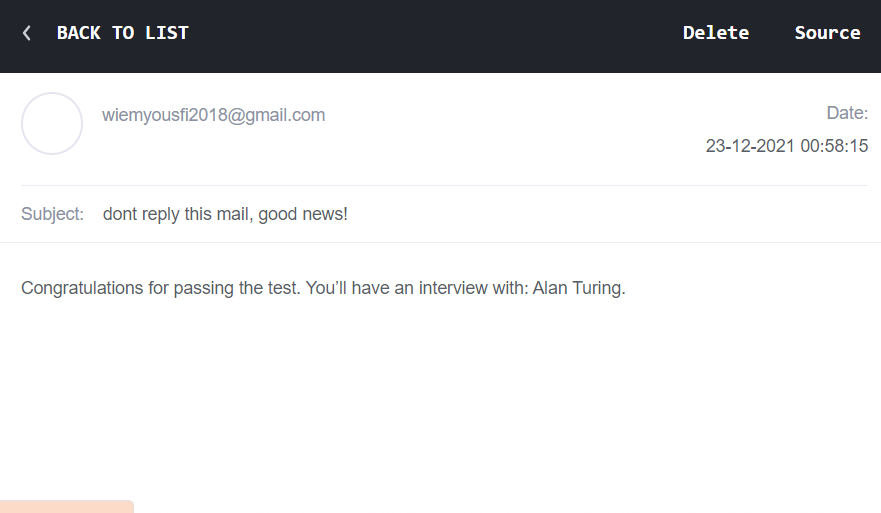 BACK TO LIST
Delete
Source
wiemyousfi2018@gmail.com
Date:
23-12-2021 00:58:15
Subject: dont reply this mail, good news!
Congratulations for passing the test. You’ll have an interview with: Alan Turing.